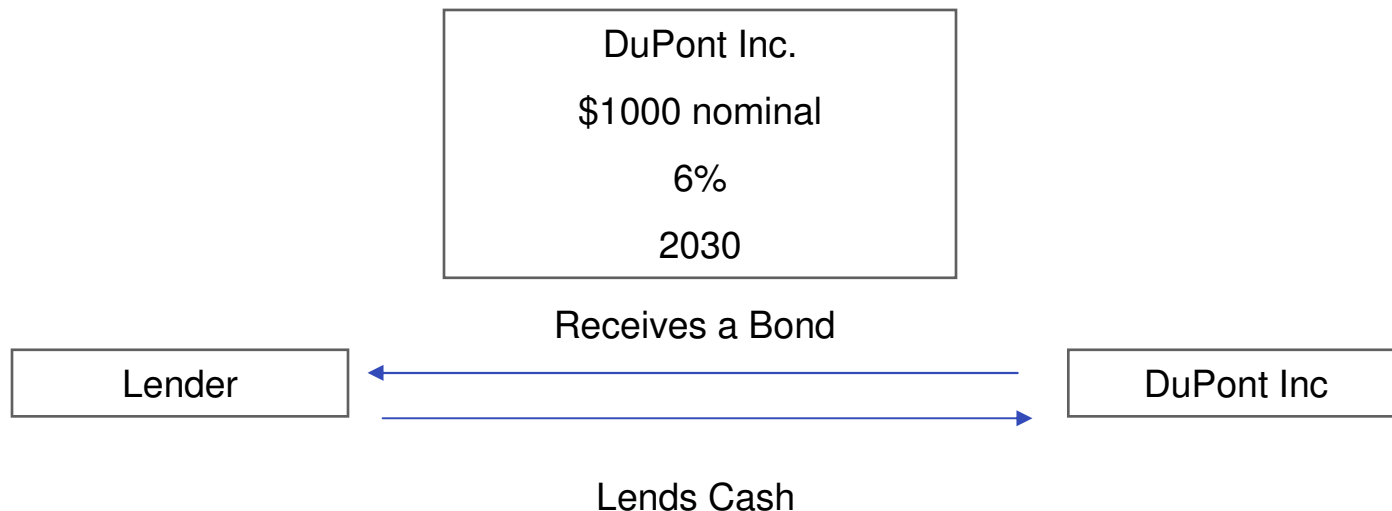 DuPont Inc.
$1000 nominal
6%
2030
Receives a Bond
Lender
DuPont Inc
Lends Cash